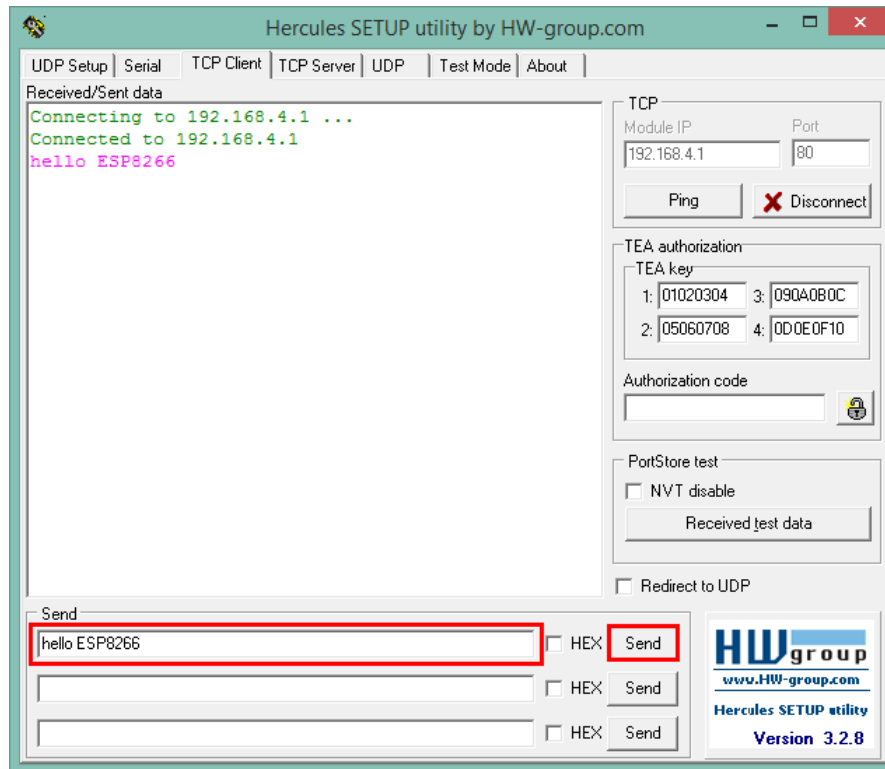 Hercules SETUP utility by HW-group.com
UDP Setup Serial TCP Client TCP Server UDP Test Mode About
Received/Sent data
Connecting to 192.168.4.1 ...
Connected to 192.168.4.1
hello ESP8266
TCP
Module IP Port
192.168.4.1 80
Ping Disconnect
TEA authorization
TEA key
1: 01020304 3: 090A0B0C
2: 05060708 4: 0D0E0F10
Authorization code
PortStore test
NVT disable
Received test data
Redirect to UDP
Send
hello ESP8266 HEX Send
HEX Send
HEX Send
HW group
www.HW-group.com
Hercules SETUP utility
Version 3.2.8